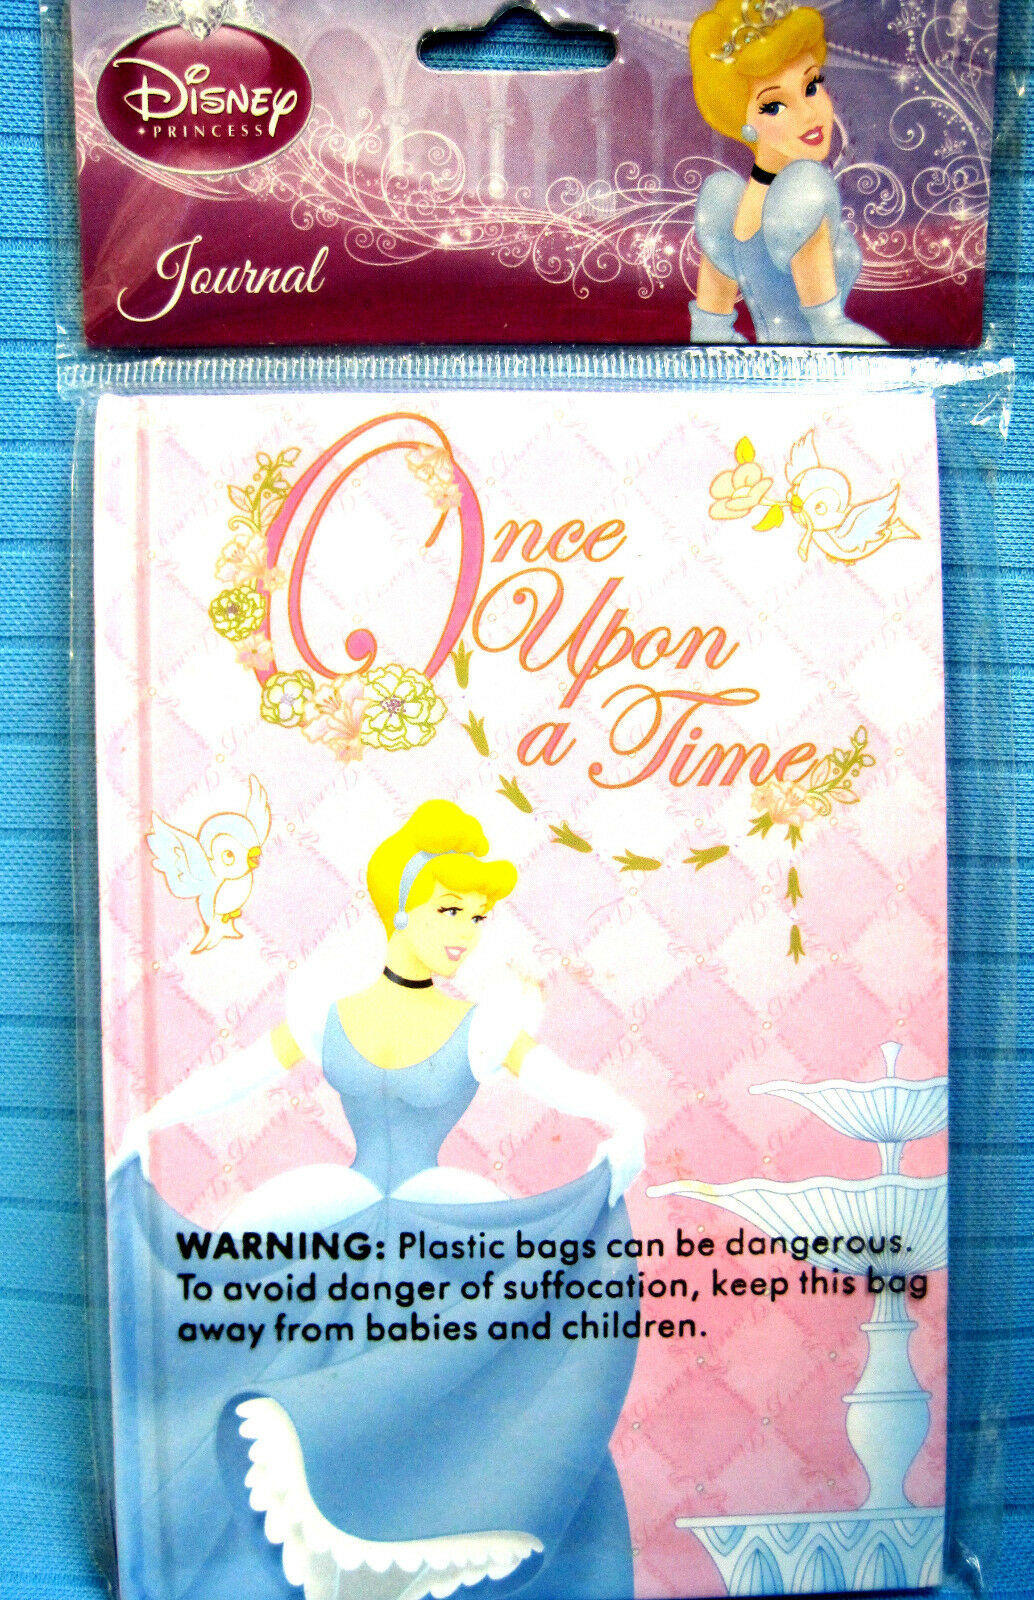 Disney
PRINCESS
Journal
Once
Upon
a Time
WARNING: Plastic bags can be dangerous.
To avoid danger of suffocation, keep this bag
away from babies and children.